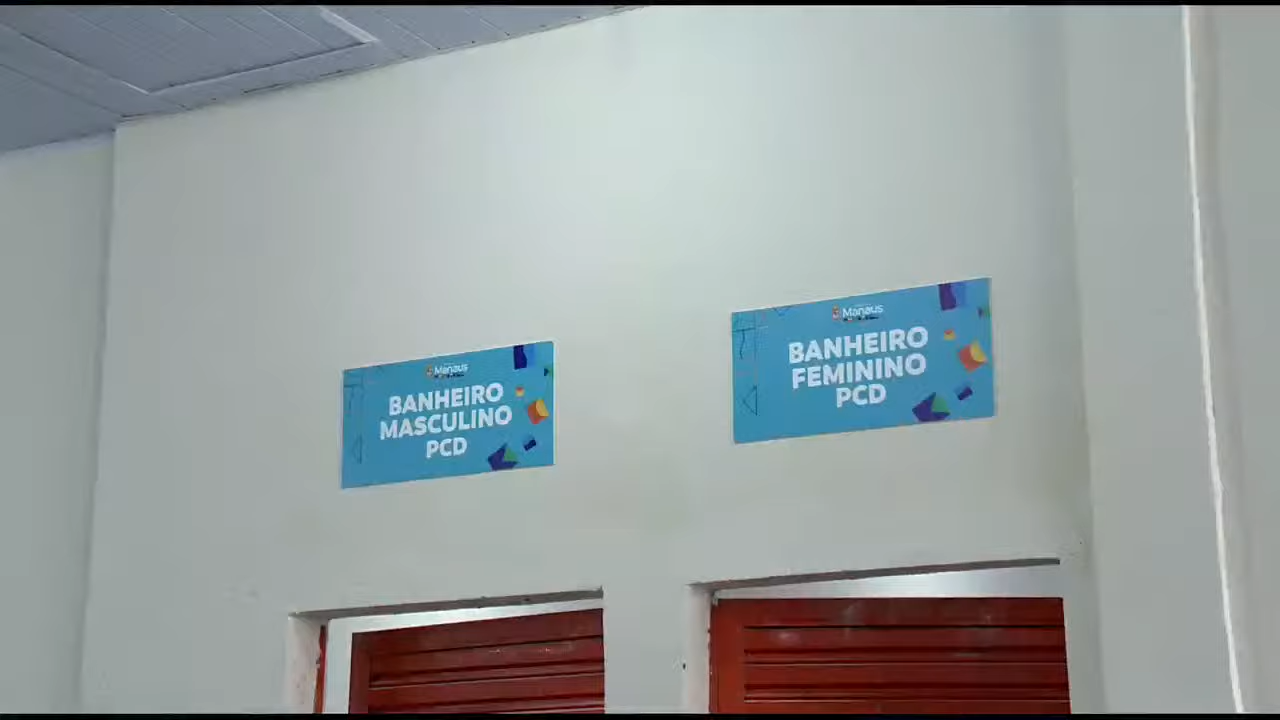 Manaus
BANHEIRO
MASCULINO
PCD
Manaus
BANHEIRO
FEMININO
PCD